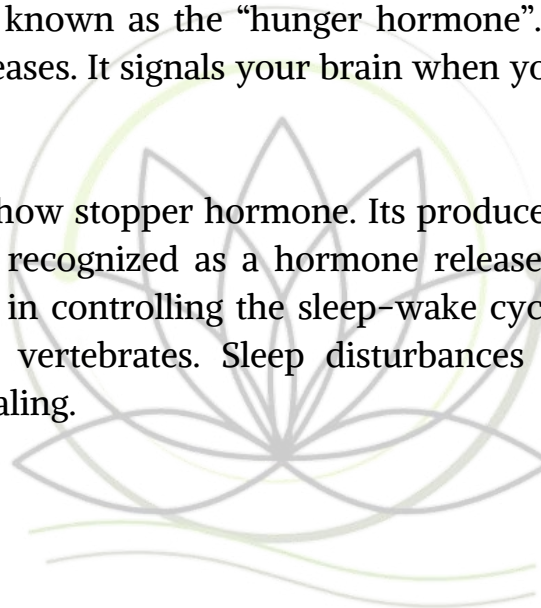 known as the “hunger hormone”.
eases. It signals your brain when yo
how stopper hormone. Its produce
recognized as a hormone release
in controlling the sleep-wake cyc
vertebrates. Sleep disturbances
aling.